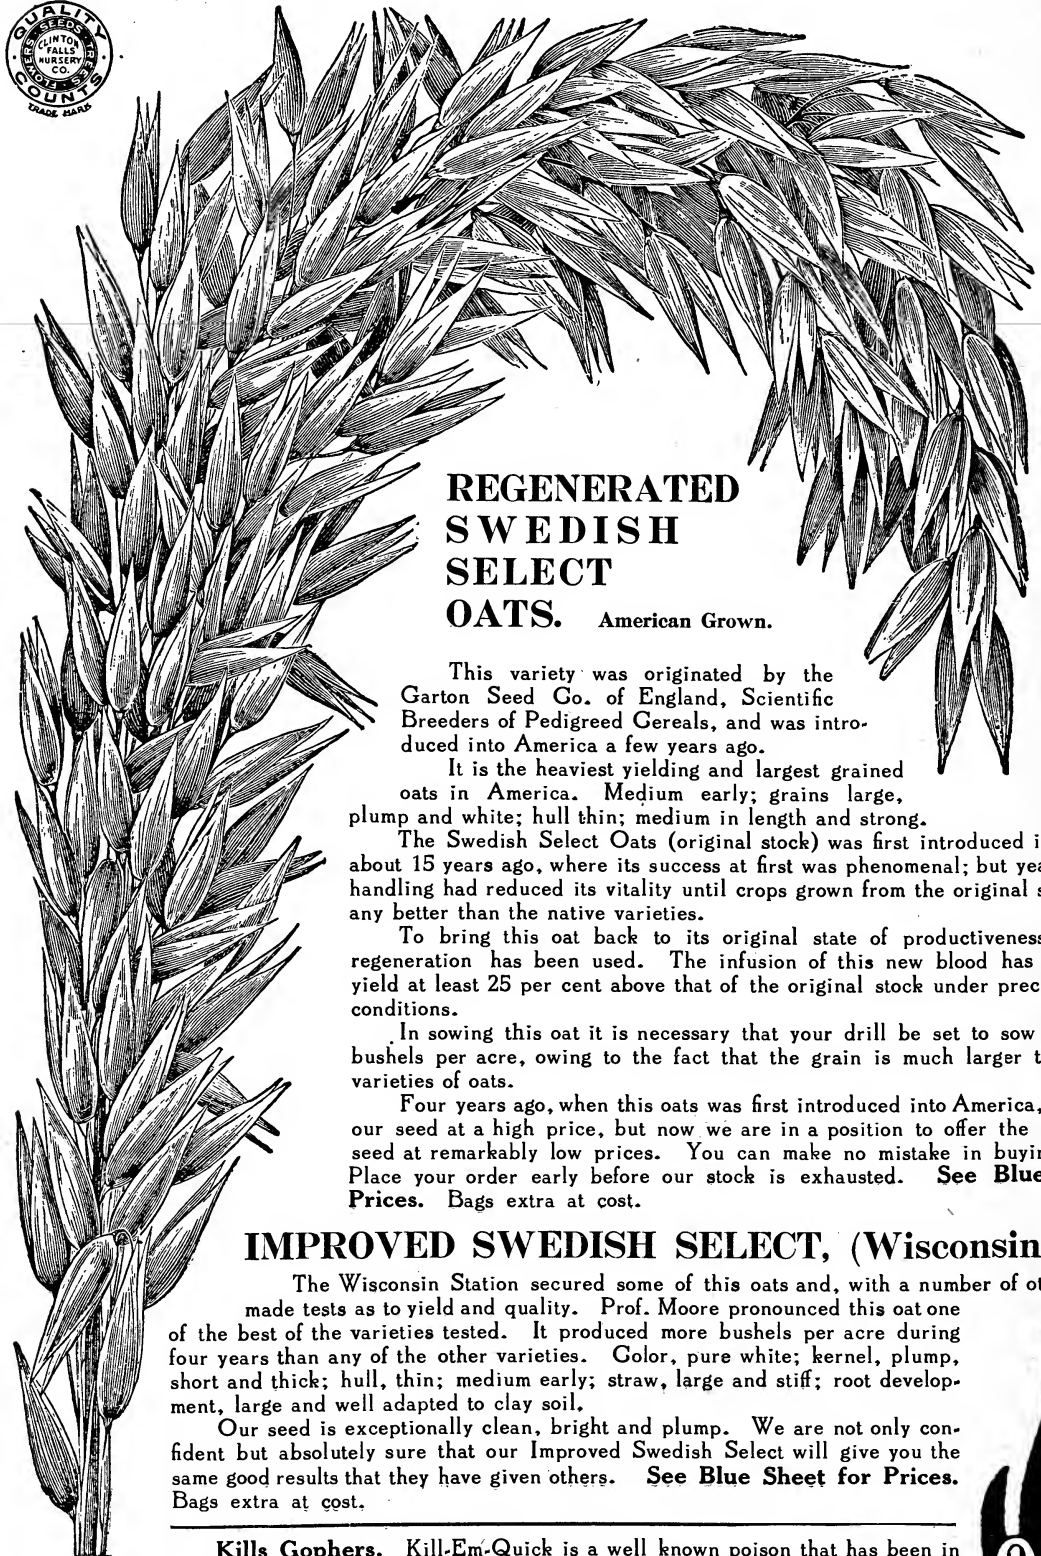 QUALITY
SEEDS TREES FLOWERS
CLINTON
FALLS
NURSERY
CO.
COUNTS
TRADE MARK
REGENERATED
SWEDISH
SELECT
OATS. American Grown.
This variety was originated by the
Garton Seed Co. of England, Scientific
Breeders of Pedigreed Cereals, and was intro-
duced into America a few years ago.
It is the heaviest yielding and largest grained
oats in America. Medium early; grains large,
plump and white; hull thin; medium in length and strong.
The Swedish Select Oats (original stock) was first introduced i
about 15 years ago, where its success at first was phenomenal; but yea
handling had reduced its vitality until crops grown from the original s
any better than the native varieties.
To bring this oat back to its original state of productiveness
regeneration has been used. The infusion of this new blood has
yield at least 25 per cent above that of the original stock under prec
conditions.
In sowing this oat it is necessary that your drill be set to sow
bushels per acre, owing to the fact that the grain is much larger t
varieties of oats.
Four years ago, when this oats was first introduced into America,
our seed at a high price, but now we are in a position to offer the
seed at remarkably low prices. You can make no mistake in buyin
Place your order early before our stock is exhausted. See Blue
Prices. Bags extra at cost.
IMPROVED SWEDISH SELECT, (Wisconsin
The Wisconsin Station secured some of this oats and, with a number of ot
made tests as to yield and quality. Prof. Moore pronounced this oat one
of the best of the varieties tested. It produced more bushels per acre during
four years than any of the other varieties. Color, pure white; kernel, plump,
short and thick; hull, thin; medium early; straw, large and stiff; root develop-
ment, large and well adapted to clay soil.
Our seed is exceptionally clean, bright and plump. We are not only con-
fident but absolutely sure that our Improved Swedish Select will give you the
same good results that they have given others. See Blue Sheet for Prices.
Bags extra at cost.
Kills Gophers. Kill-Em-Quick is a well known poison that has been in